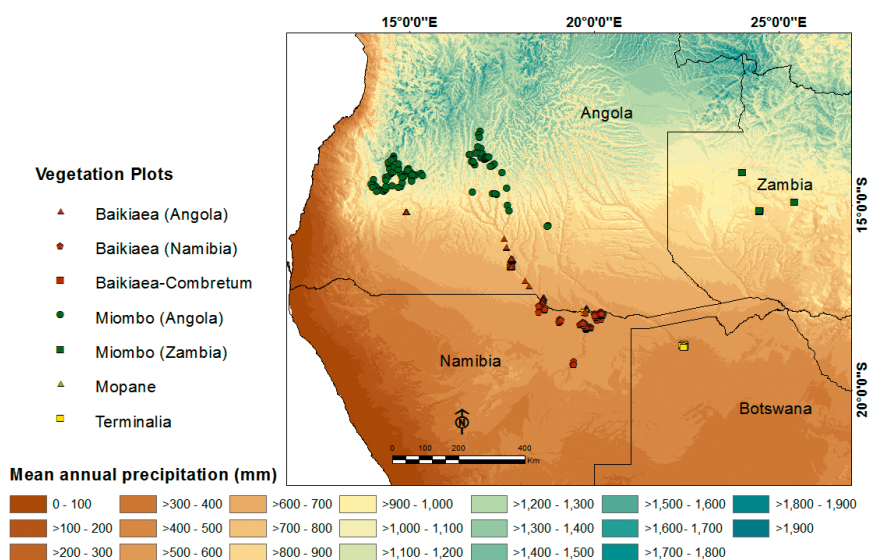 15°0'0"E 20°0'0"E 25°0'0"E
Angola
Zambia
15°0'0"S
Namibia
Botswana
20°0'0"S
N
0 100 200 400
Km
Vegetation Plots
Baikiaea (Angola)
Baikiaea (Namibia)
Baikiaea-Combretum
Miombo (Angola)
Miombo (Zambia)
Mopane
Terminalia
Mean annual precipitation (mm)
0 - 100 >300 - 400 >600 - 700 >900 - 1,000 >1,200 - 1,300 >1,500 - 1,600 >1,800 - 1,900
>100 - 200 >400 - 500 >700 - 800 >1,000 - 1,100 >1,300 - 1,400 >1,600-1,700 >1,900
>200 - 300 >500 - 600 >800 - 900 >1,100 - 1,200 >1,400 - 1,500 >1,700 - 1,800